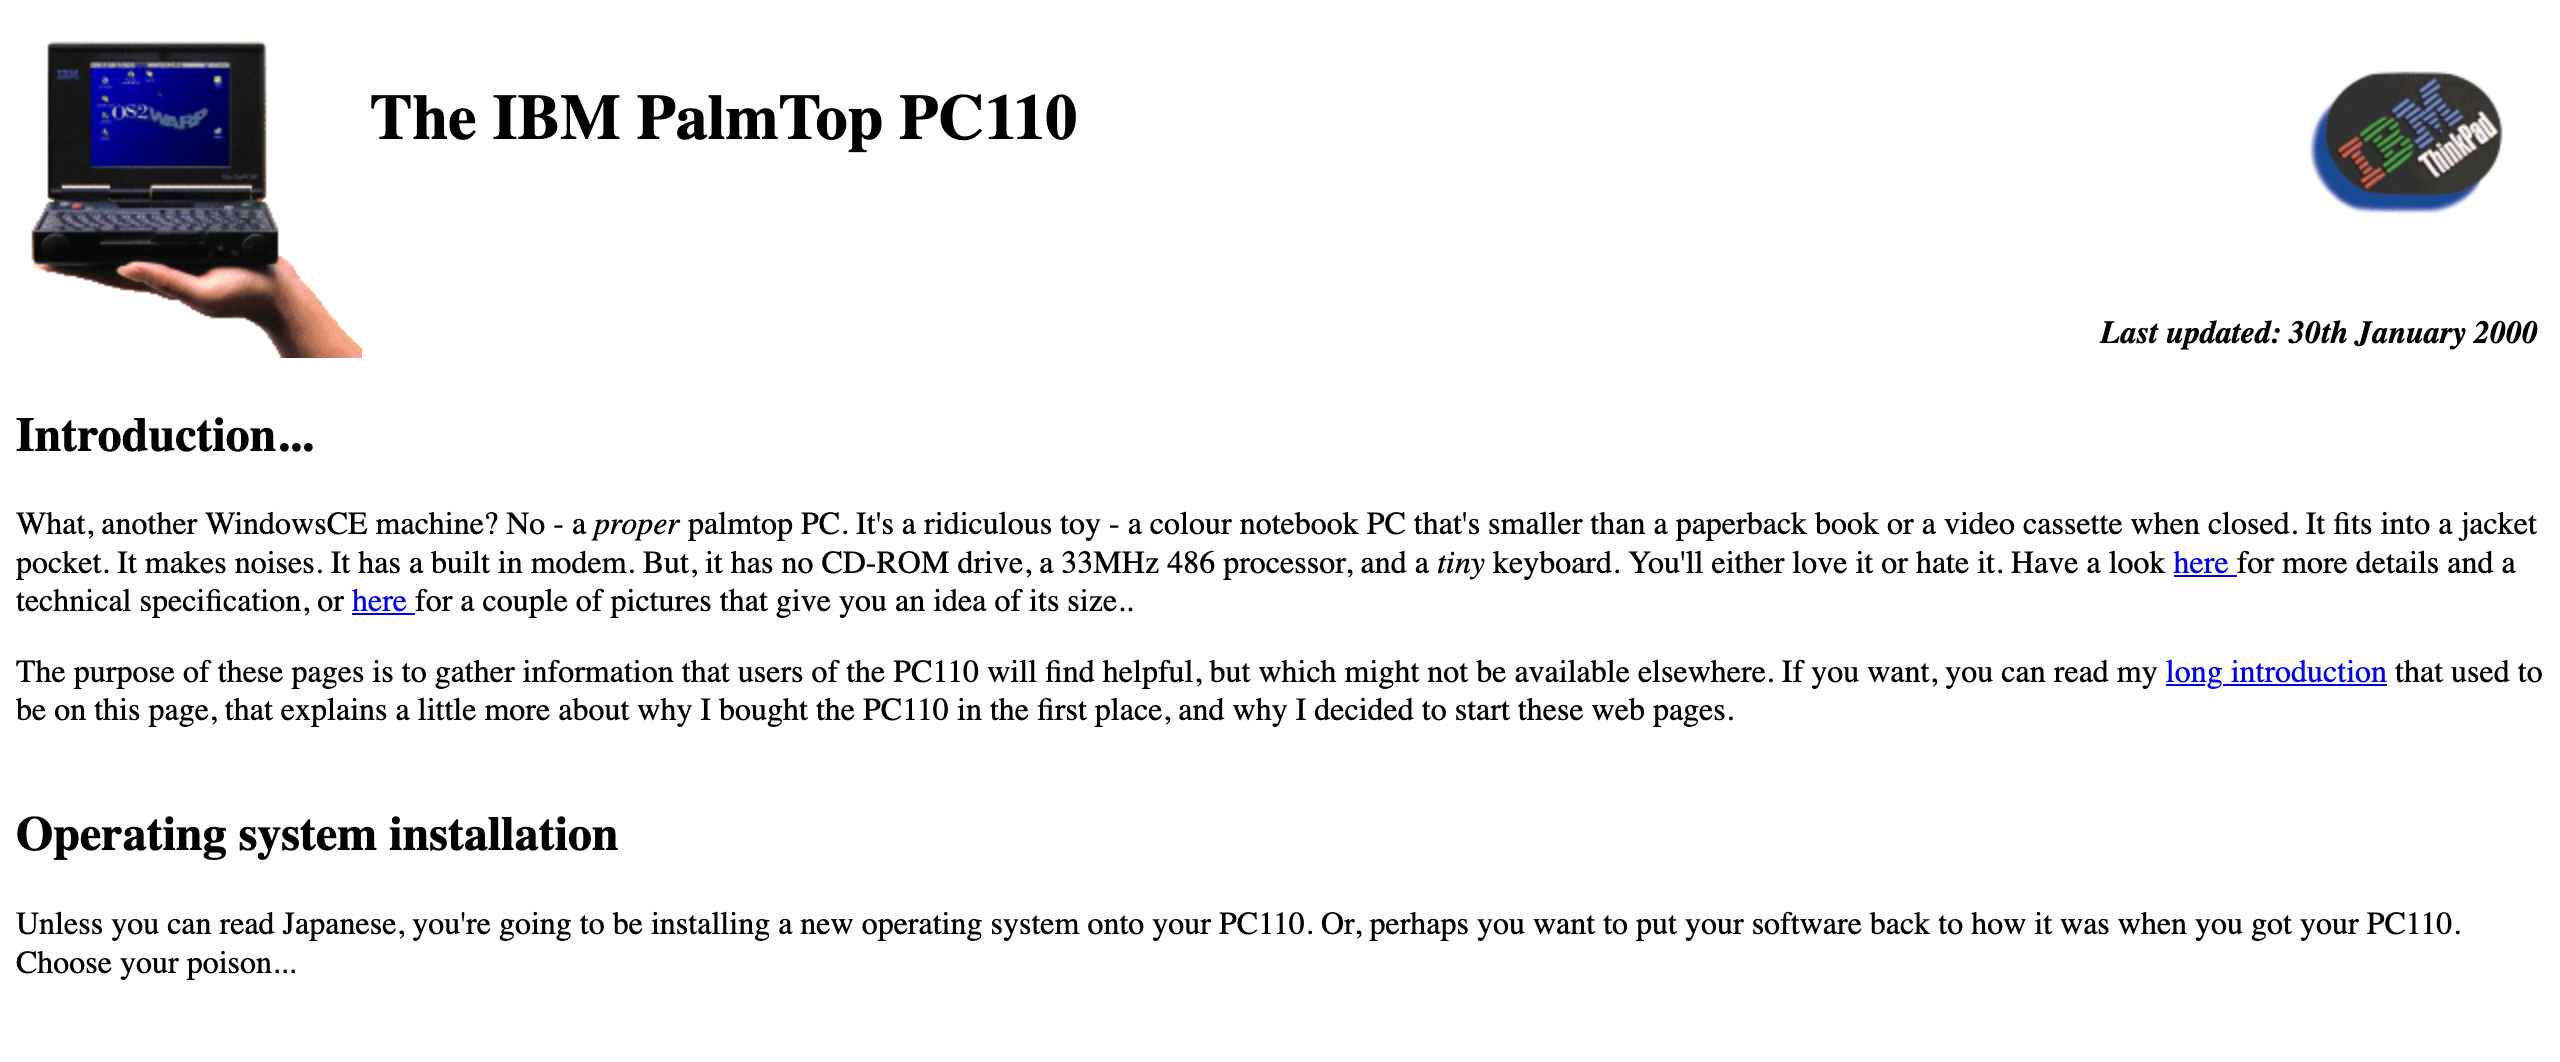 IBM
OS2 WARP
The IBM PalmTop PC110
IBM
ThinkPad
Last updated: 30th January 2000
Introduction...
What, another WindowsCE machine? No - a proper palmtop PC. It's a ridiculous toy - a colour notebook PC that's smaller than a paperback book or a video cassette when closed. It fits into a jacket
pocket. It makes noises. It has a built in modem. But, it has no CD-ROM drive, a 33MHz 486 processor, and a tiny keyboard. You'll either love it or hate it. Have a look here for more details and a
technical specification, or here for a couple of pictures that give you an idea of its size..
The purpose of these pages is to gather information that users of the PC110 will find helpful, but which might not be available elsewhere. If you want, you can read my long introduction that used to
be on this page, that explains a little more about why I bought the PC110 in the first place, and why I decided to start these web pages.
Operating system installation
Unless you can read Japanese, you're going to be installing a new operating system onto your PC110. Or, perhaps you want to put your software back to how it was when you got your PC110.
Choose your poison...